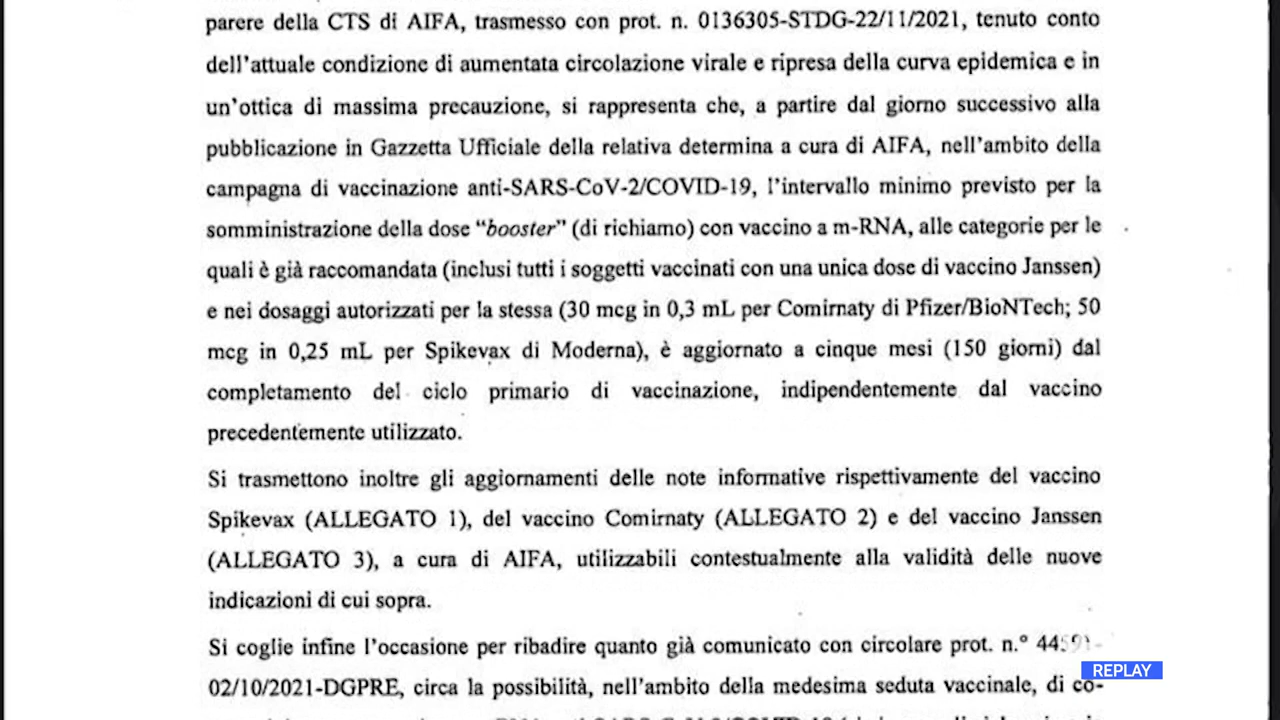 parere della CTS di AIFA, trasmesso con prot. n. 0136305-STDG-22/11/2021, tenuto conto
dell'attuale condizione di aumentata circolazione virale e ripresa della curva epidemica e in
un'ottica di massima precauzione, si rappresenta che, a partire dal giorno successivo alla
pubblicazione in Gazzetta Ufficiale della relativa determina a cura di AIFA, nell'ambito della
campagna di vaccinazione anti-SARS-CoV-2/COVID-19, l'intervallo minimo previsto per la
somministrazione della dose “booster” (di richiamo) con vaccino a m-RNA, alle categorie per le
quali è già raccomandata (inclusi tutti i soggetti vaccinati con una unica dose di vaccino Janssen)
e nei dosaggi autorizzati per la stessa (30 mcg in 0,3 mL per Comirnaty di Pfizer/BioNTech; 50
mcg in 0,25 mL per Spikevax di Moderna), è aggiornato a cinque mesi (150 giorni) dal
completamento del ciclo primario di vaccinazione, indipendentemente dal vaccino
precedentemente utilizzato.
Si trasmettono inoltre gli aggiornamenti delle note informative rispettivamente del vaccino
Spikevax (ALLEGATO 1), del vaccino Comirnaty (ALLEGATO 2) e del vaccino Janssen
(ALLEGATO 3), a cura di AIFA, utilizzabili contestualmente alla validità delle nuove
indicazioni di cui sopra.
Si coglie infine l'occasione per ribadire quanto già comunicato con circolare prot. n.°
REPLAY
02/10/2021-DGPRE, circa la possibilità, nell'ambito della medesima seduta vaccinale, di co-